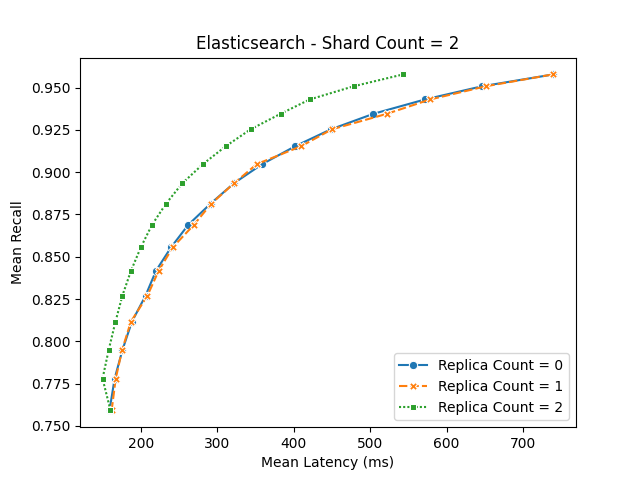 Elasticsearch - Shard Count = 2
Mean Recall
0.950
0.925
0.900
0.875
0.850
0.825
0.800
0.775
0.750
Replica Count = 0
Replica Count = 1
Replica Count = 2
200 300 400 500 600 700
Mean Latency (ms)